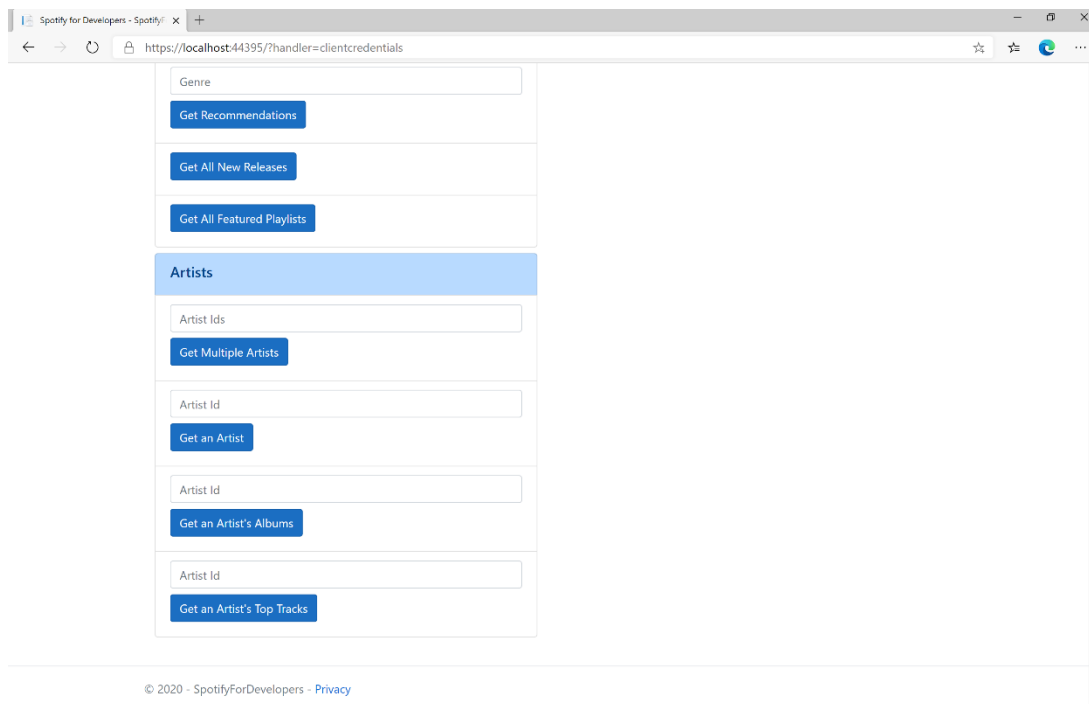 Spotify for Developers - Spotify
https://localhost:44395/?handler=clientcredentials
Genre
Get Recommendations
Get All New Releases
Get All Featured Playlists
Artists
Artist Ids
Get Multiple Artists
Artist Id
Get an Artist
Artist Id
Get an Artist's Albums
Artist Id
Get an Artist's Top Tracks
© 2020 - SpotifyForDevelopers - Privacy